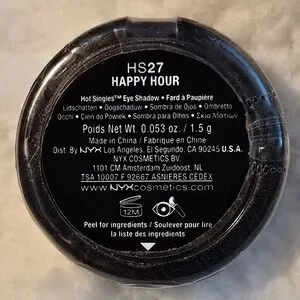 HS27
HAPPY HOUR
Hot Singles™ Eye Shadow • Fard à Paupière
Lidschatten • Oogschaduw • Sombra de Ojos • Ombretto
Occhi • Cien do Powiek • Sombra para Olhos • Σκιά Ματιών
Poids Net Wt. 0.053 oz. / 1.5 g
Made in China / Fabriqué en Chine
Dist. By NYX Los Angeles. El Segundo, CA 90245 U.S.A.
NYX COSMETICS BV.
1101 CM Amsterdam Zuidoost, NL
TSA 10007 F 92667 ASNIÈRES CEDEX
www.NYXcosmetics.com
12M
Peel for ingredients / Soulever pour lire
la liste des ingrédients